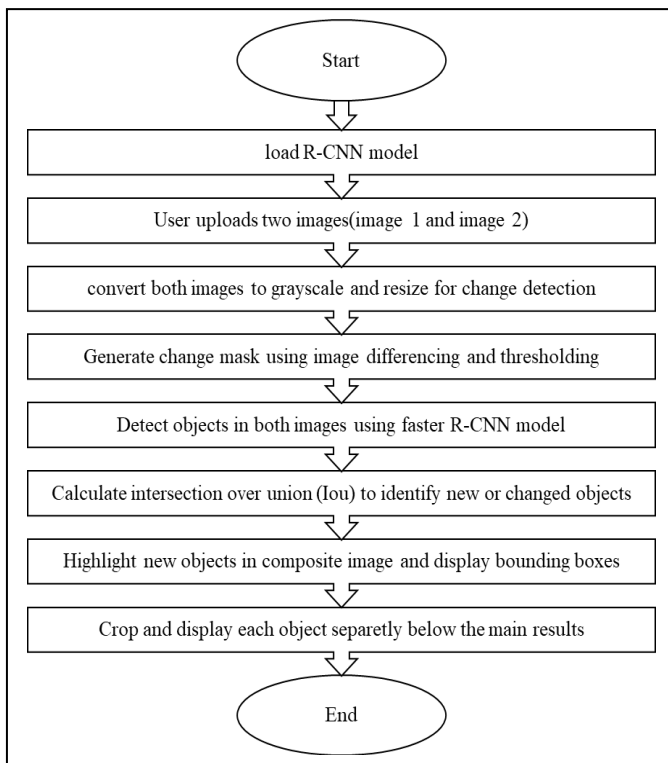 Start
load R-CNN model
User uploads two images(image 1 and image 2)
convert both images to grayscale and resize for change detection
Generate change mask using image differencing and thresholding
Detect objects in both images using faster R-CNN model
Calculate intersection over union (Iou) to identify new or changed objects
Highlight new objects in composite image and display bounding boxes
Crop and display each object separetly below the main results
End